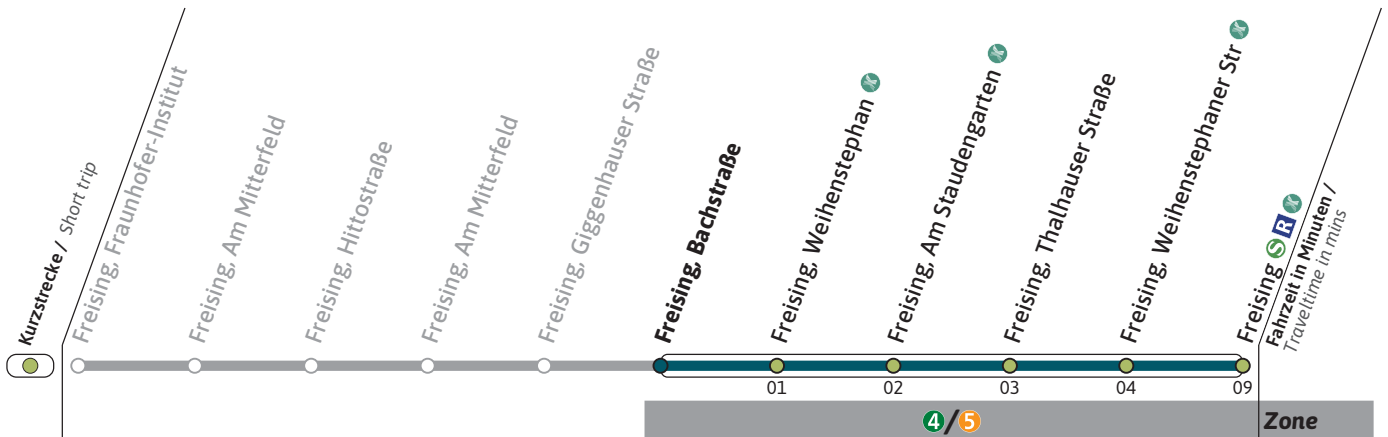 Kurzstrecke / Short trip
Freising, Fraunhofer-Institut
Freising, Am Mitterfeld
Freising, Hittostraße
Freising, Am Mitterfeld
Freising, Giggenhauser Straße
Freising, Bachstraße
Freising, Weihenstephan
Freising, Am Staudengarten
Freising, Thalhauser Straße
Freising, Weihenstephaner Str
Freising S R
Fahrzeit in Minuten /
Traveltime in mins
01 02 03 04 09
4/5 Zone